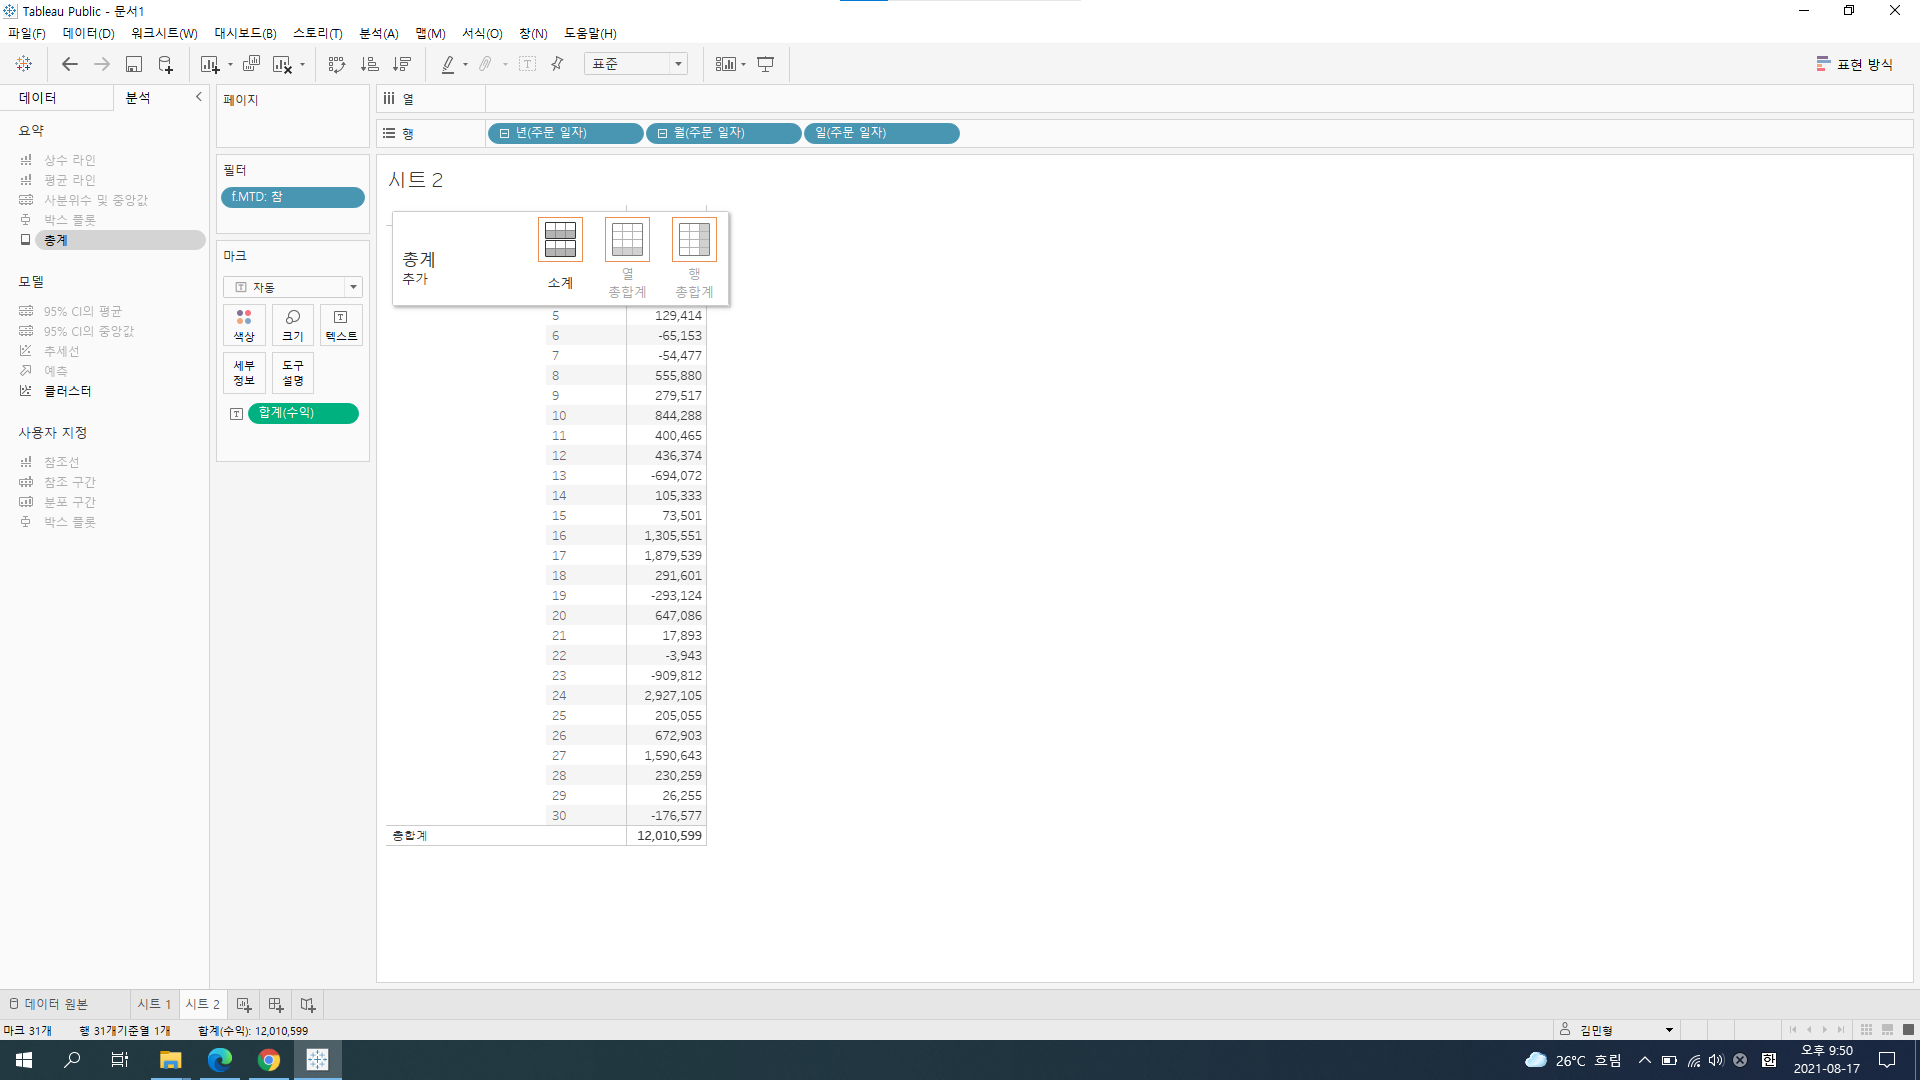 Tableau Public - 문서1
파일(F) 데이터(D) 워크시트(W) 대시보드(B) 스토리(T) 분석(A) 맵(M) 서식(O) 창(N) 도움말(H)
표준
표현 방식
데이터 분석
요약
상수 라인
평균 라인
사분위수 및 중앙값
박스 플롯
총계
모델
95% CI의 평균
95% CI의 중앙값
추세선
예측
클러스터
사용자 지정
참조선
참조 구간
분포 구간
박스 플롯
페이지
필터
f.MTD: 참
마크
자동
색상 크기 텍스트
세부 정보 도구 설명
합계(수익)
열
행 년(주문 일자) 월(주문 일자) 일(주문 일자)
시트 2
총계
추가
소계
열 총합계
행 총합계
5 129,414
6 -65,153
7 -54,477
8 555,880
9 279,517
10 844,288
11 400,465
12 436,374
13 -694,072
14 105,333
15 73,501
16 1,305,551
17 1,879,539
18 291,601
19 -293,124
20 647,086
21 17,893
22 -3,943
23 -909,812
24 2,927,105
25 205,055
26 672,903
27 1,590,643
28 230,259
29 26,255
30 -176,577
총합계 12,010,599
데이터 원본 시트 1 시트 2
마크 31개 행 31개기준열 1개 합계(수익): 12,010,599
김민형
26°C 흐림 한 오후 9:50
2021-08-17